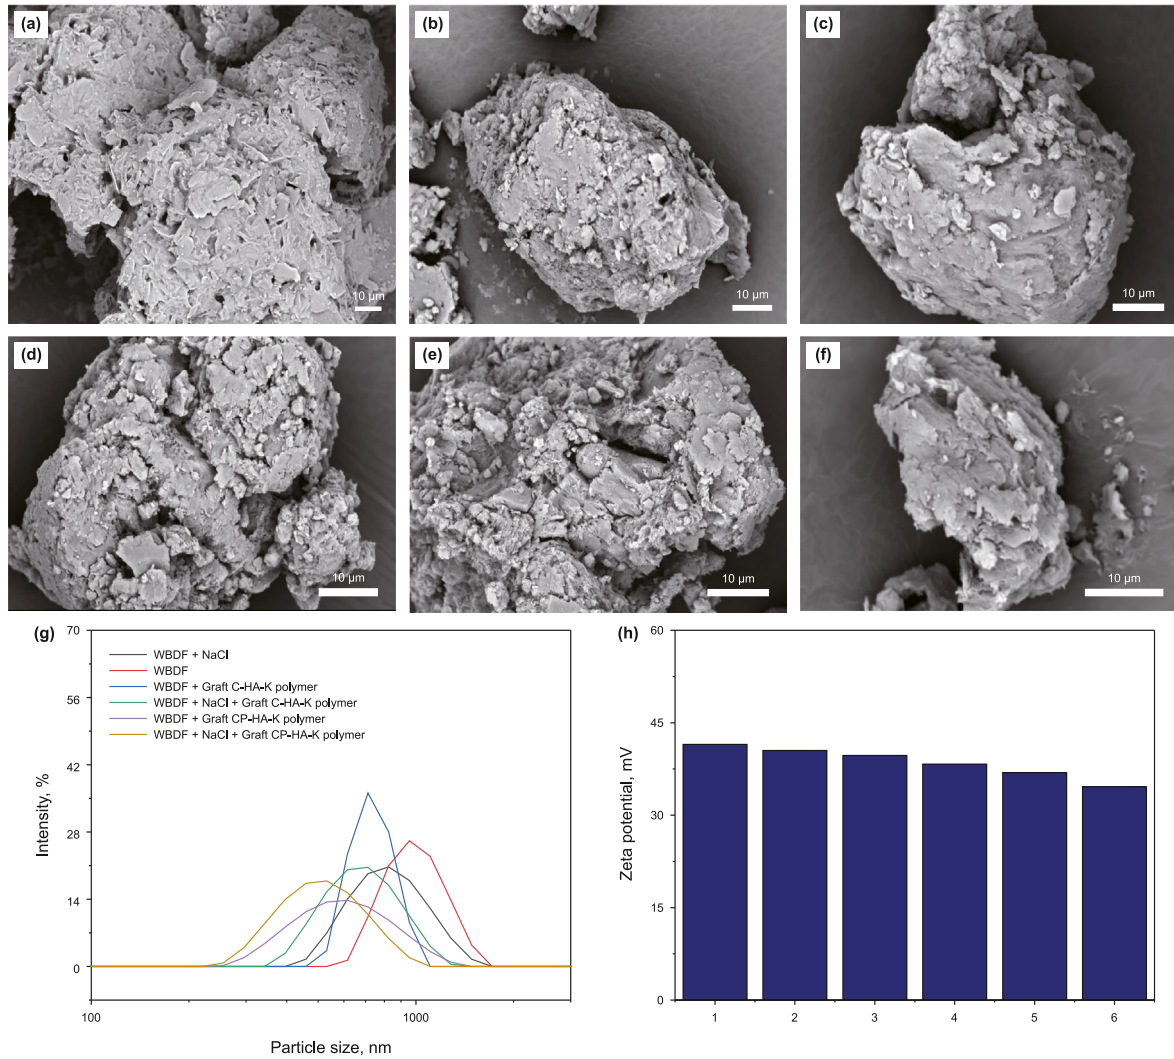 (a)
10 µm
(b)
10 µm
(c)
10 µm
(d)
10 µm
(e)
10 µm
(f)
10 µm
(g)
70
56
42
28
14
0
Intensity, %
WBDF + NaCl
WBDF
WBDF + Graft C-HA-K polymer
WBDF + NaCl + Graft C-HA-K polymer
WBDF + Graft CP-HA-K polymer
WBDF + NaCl + Graft CP-HA-K polymer
100
1000
Particle size, nm
(h)
60
45
30
15
0
Zeta potential, mV
1
2
3
4
5
6